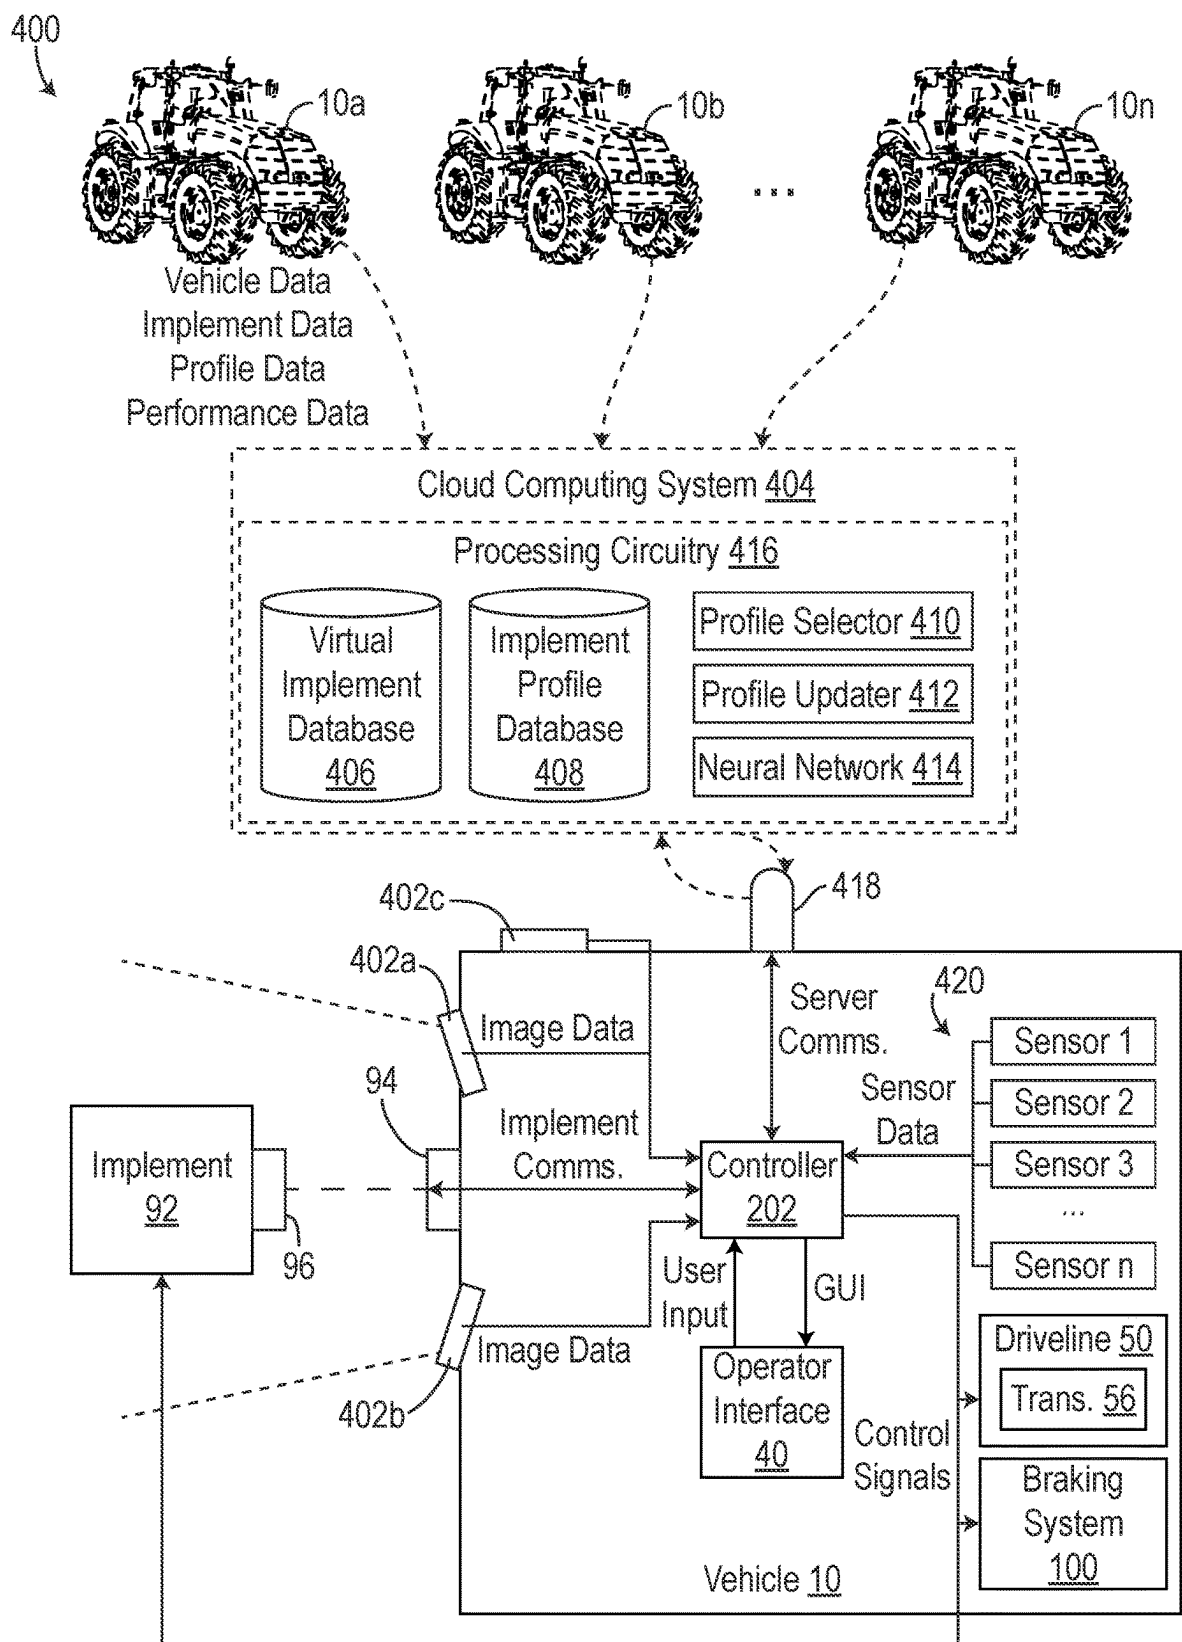 400
10a
10b
10n
...
Vehicle Data
Implement Data
Profile Data
Performance Data
Cloud Computing System 404
Processing Circuitry 416
Virtual
Implement
Database
406
Implement
Profile
Database
408
Profile Selector 410
Profile Updater 412
Neural Network 414
418
402c
402a
Image Data
Server
Comms.
420
Sensor 1
Sensor 2
Sensor 3
...
Sensor n
Sensor
Data
94
Implement
Comms.
Controller
202
Implement
92
96
User
Input
GUI
Image Data
402b
Operator
Interface
40
Control
Signals
Driveline 50
Trans. 56
Braking
System
100
Vehicle 10